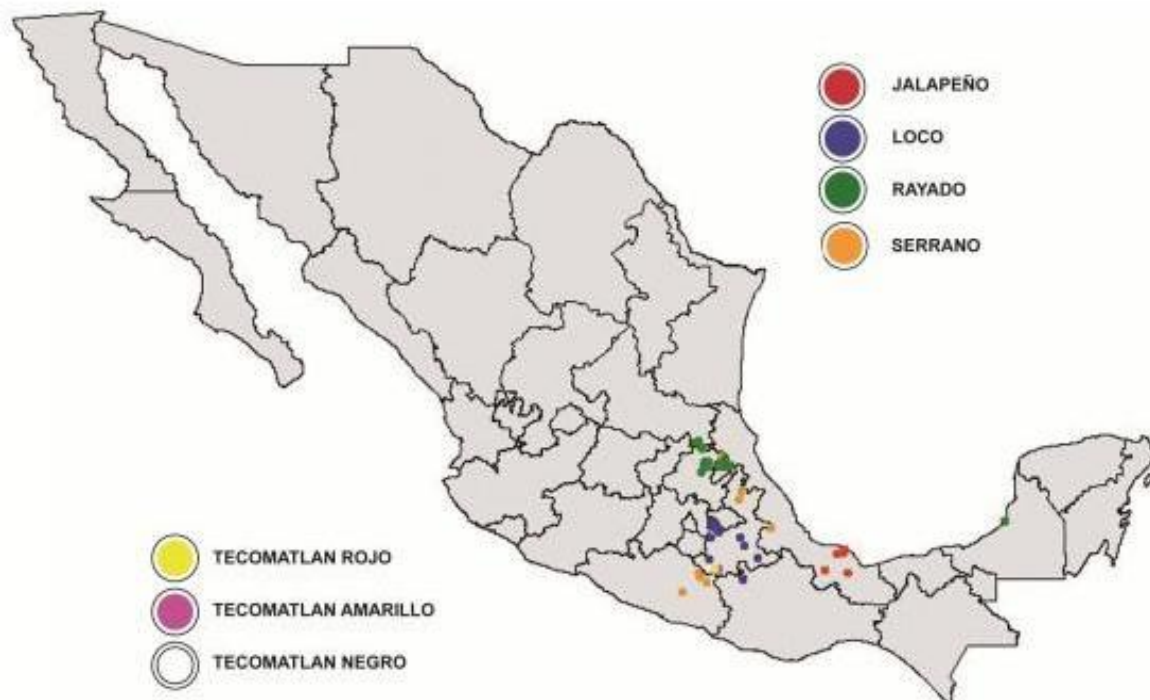 JALAPEÑO
LOCO
RAYADO
SERRANO
TECOMATLAN ROJO
TECOMATLAN AMARILLO
TECOMATLAN NEGRO